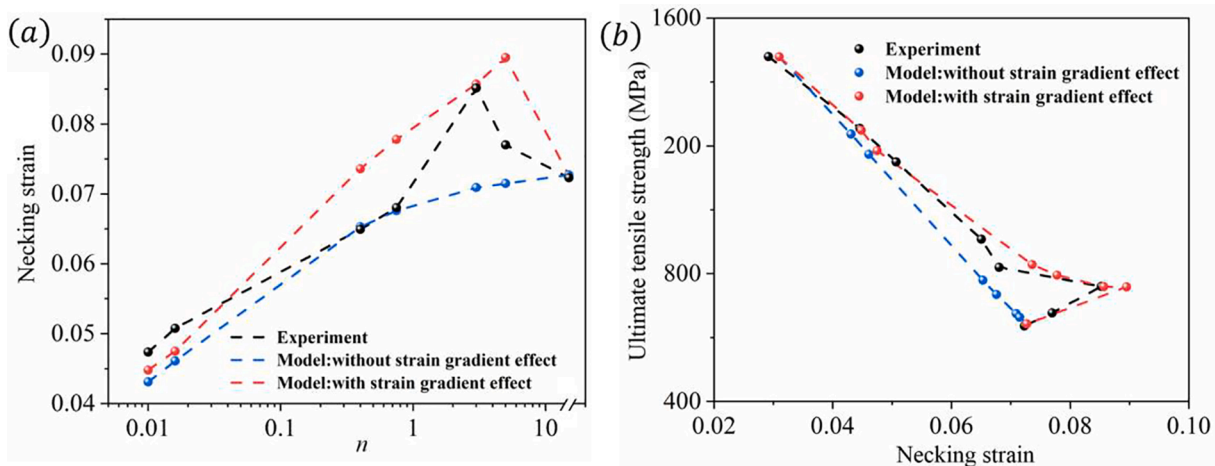 (a)
0.09
0.08
0.07
0.06
0.05
0.04
Necking strain
Experiment
Model:without strain gradient effect
Model:with strain gradient effect
0.01
0.1
1
10
n
(b)
1600
200
800
400
Ultimate tensile strength (MPa)
Experiment
Model:without strain gradient effect
Model:with strain gradient effect
0.02
0.04
0.06
0.08
0.10
Necking strain